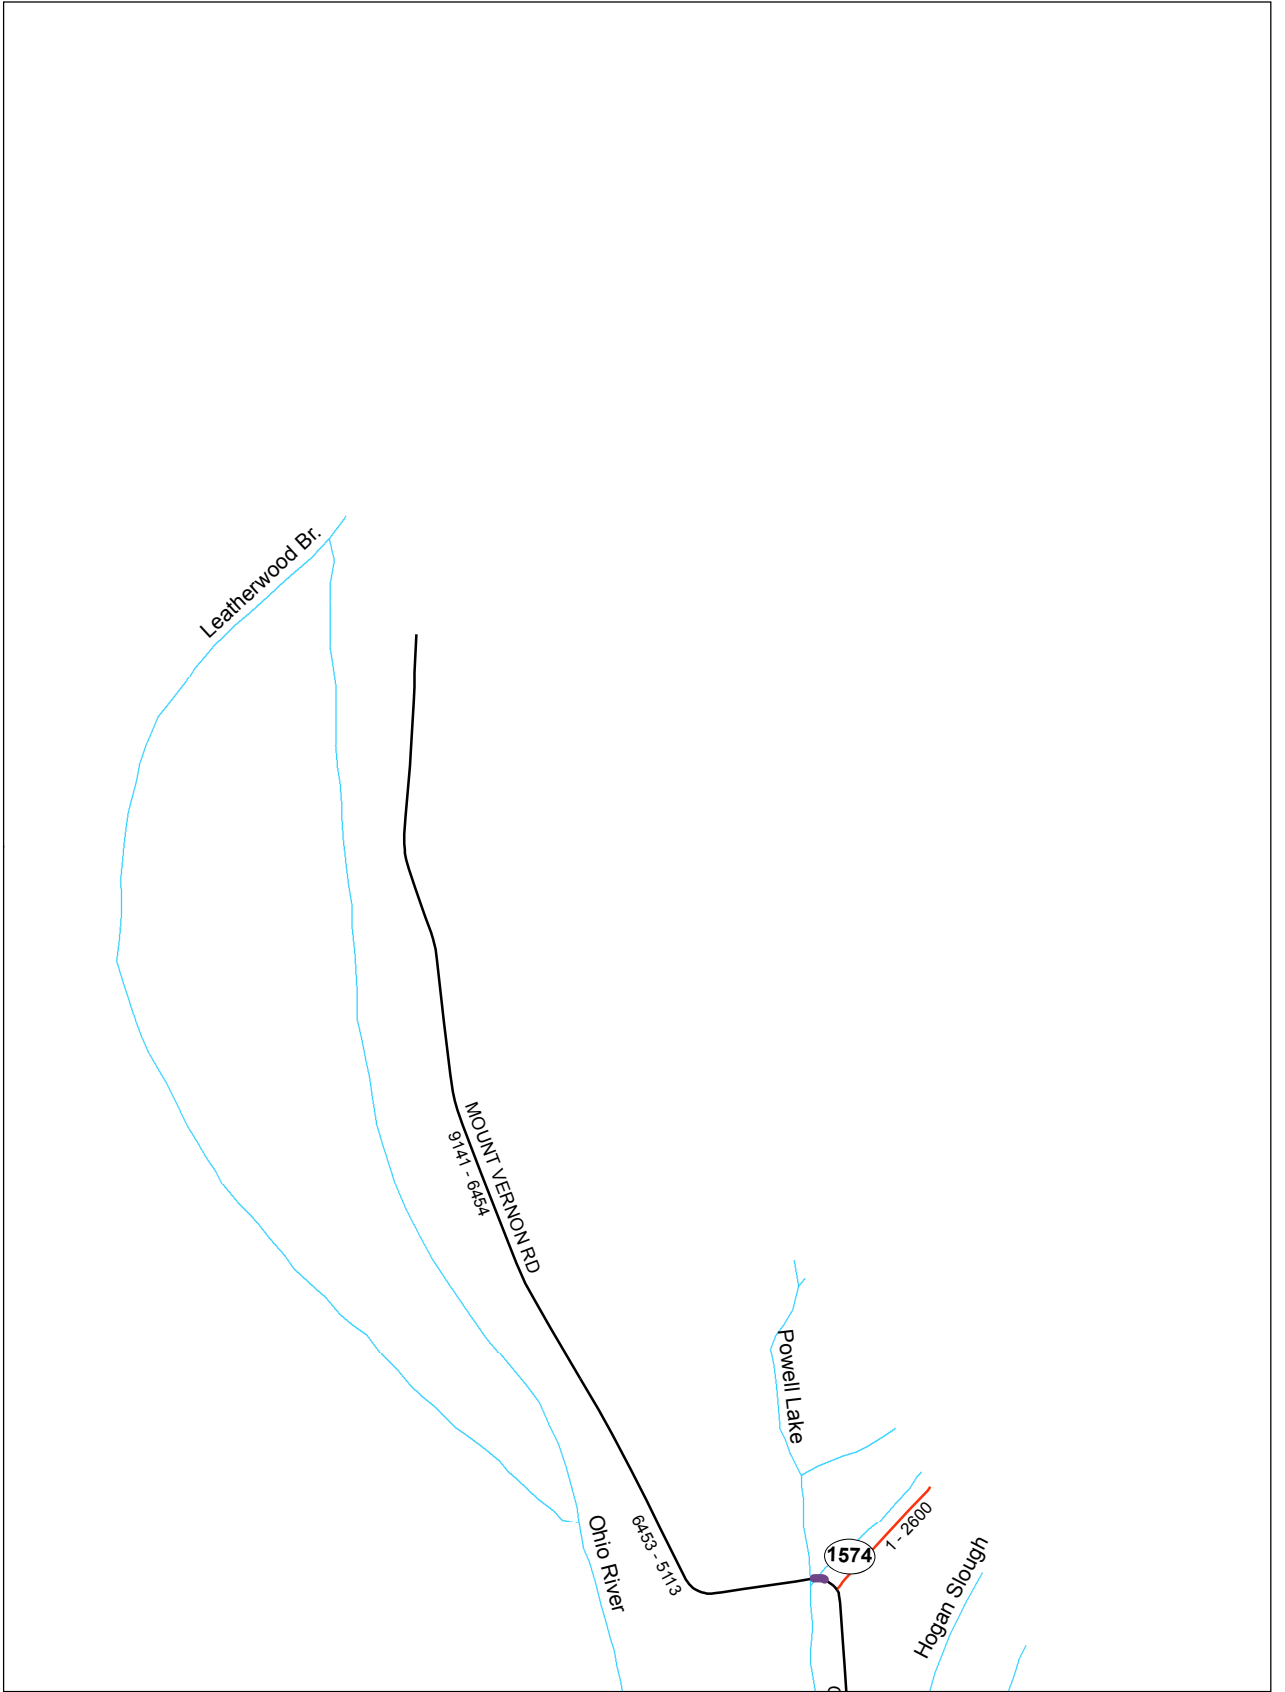 Leatherwood Br.
MOUNT VERNON RD
9141 - 6454
Powell Lake
1 - 2600
6453 - 5113
Ohio River
1574
Hogan Slough